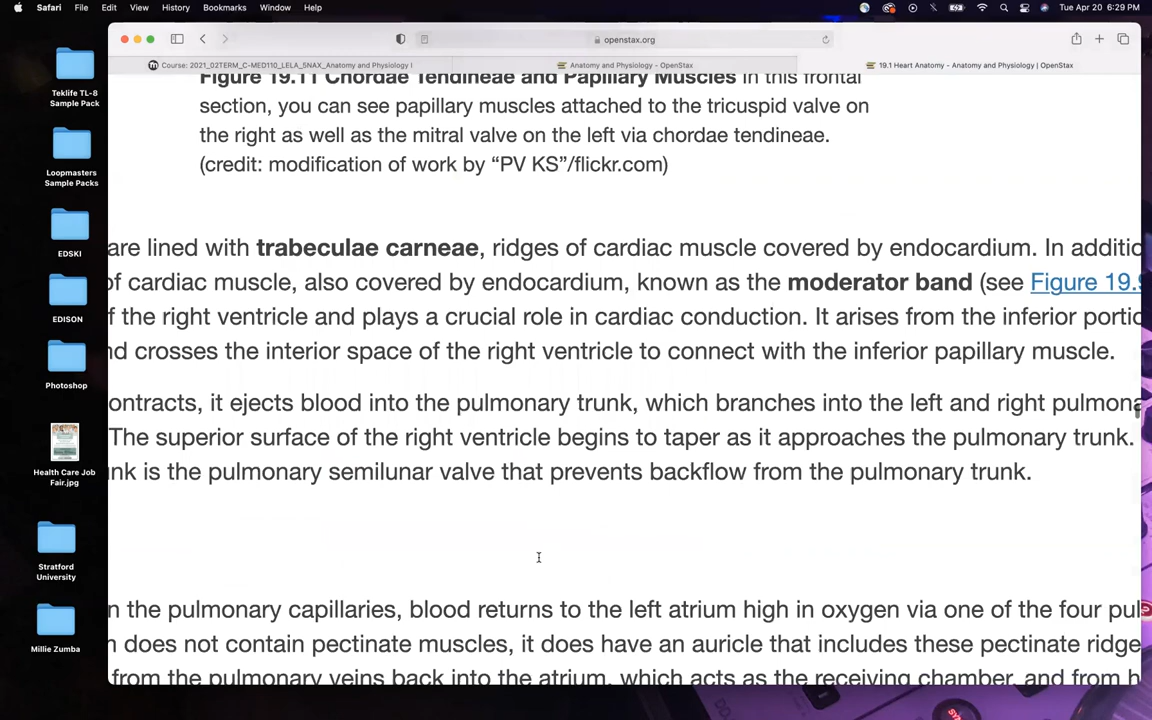 Safari File Edit View History Bookmarks Window Help Tue Apr 20 6:29 PM
openstax.org
Course: 2021_02TERM_C-MED110_LELA_5NAX_Anatomy and Physiology I Anatomy and Physiology - OpenStax 19.1 Heart Anatomy - Anatomy and Physiology | OpenStax
Teklife TL-8
Sample Pack
Loopmasters
Sample Packs
EDSKI
EDISON
Photoshop
Health Care Job
Fair.jpg
Stratford
University
Millie Zumba
Figure 19.11 Chordae Tendineae and Papillary Muscles In this frontal
section, you can see papillary muscles attached to the tricuspid valve on
the right as well as the mitral valve on the left via chordae tendineae.
(credit: modification of work by “PV KS”/flickr.com)
are lined with trabeculae carneae, ridges of cardiac muscle covered by endocardium. In additio
of cardiac muscle, also covered by endocardium, known as the moderator band (see Figure 19.9
f the right ventricle and plays a crucial role in cardiac conduction. It arises from the inferior portio
nd crosses the interior space of the right ventricle to connect with the inferior papillary muscle.
ontracts, it ejects blood into the pulmonary trunk, which branches into the left and right pulmona
The superior surface of the right ventricle begins to taper as it approaches the pulmonary trunk.
nk is the pulmonary semilunar valve that prevents backflow from the pulmonary trunk.
n the pulmonary capillaries, blood returns to the left atrium high in oxygen via one of the four pul
n does not contain pectinate muscles, it does have an auricle that includes these pectinate ridge
from the pulmonary veins back into the atrium, which acts as the receiving chamber, and from h